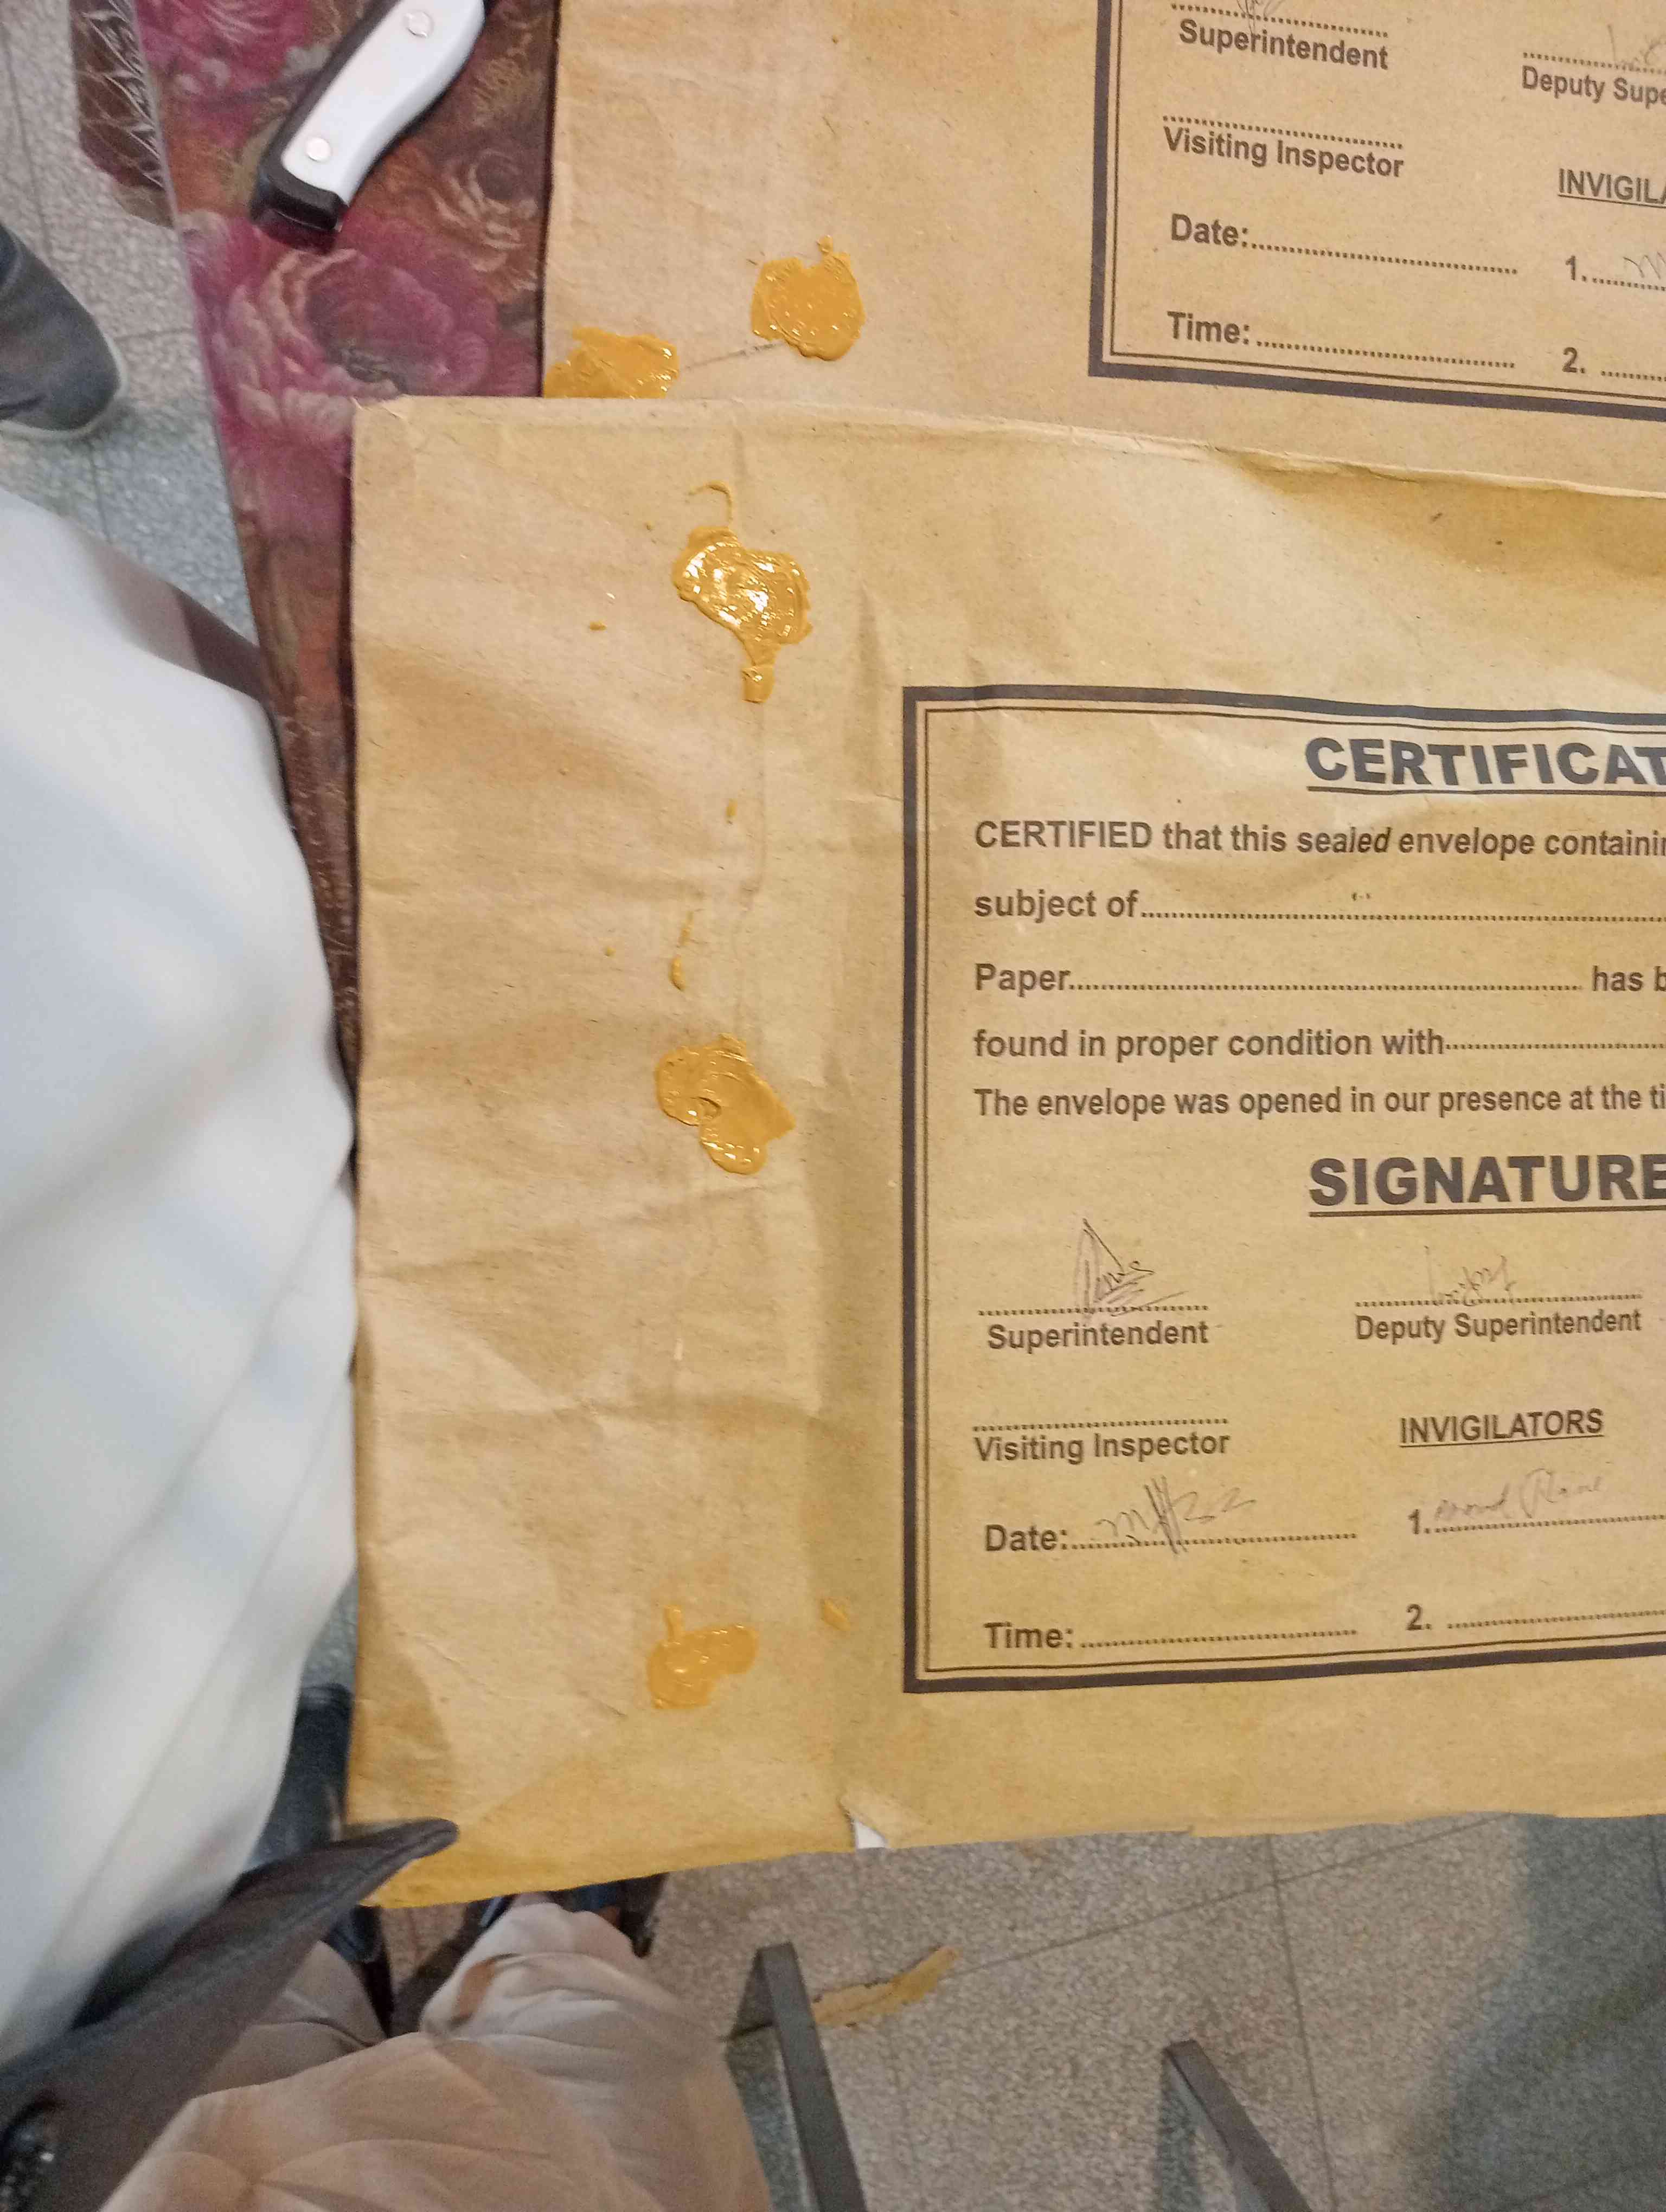 Superintendent
Deputy Supe
Visiting Inspector
INVIGILA
Date:
1.
Time:
2.
CERTIFICAT
CERTIFIED that this sealed envelope containin
subject of
Paper has b
found in proper condition with
The envelope was opened in our presence at the ti
SIGNATURE
Superintendent Deputy Superintendent
Visiting Inspector INVIGILATORS
Date: 1.
Time: 2.